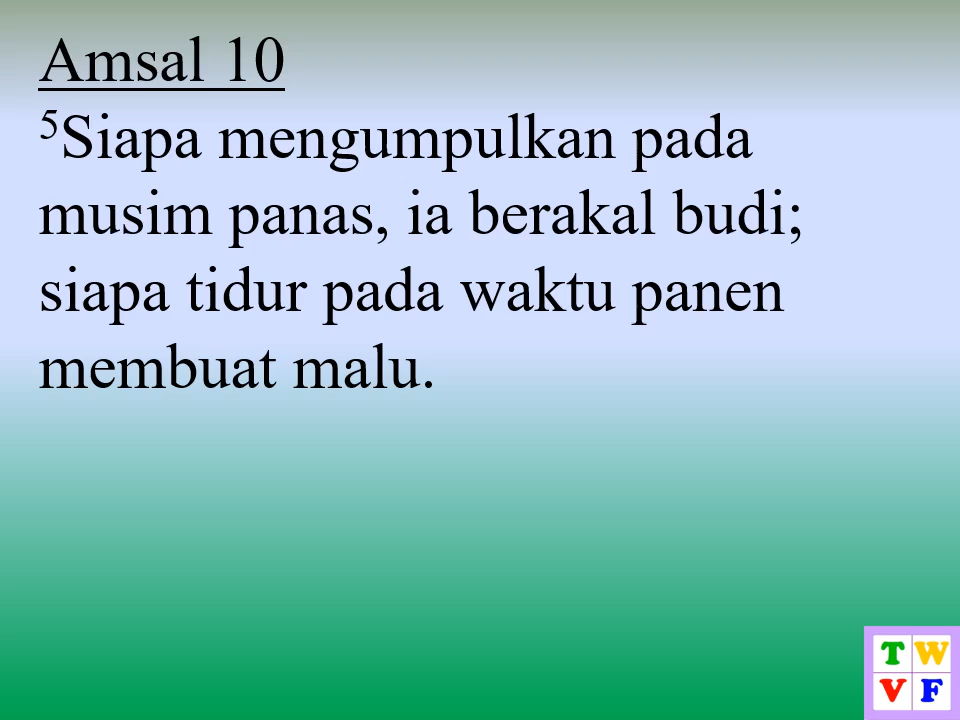 Amsal 10
⁵Siapa mengumpulkan pada
musim panas, ia berakal budi;
siapa tidur pada waktu panen
membuat malu.
T W
V F